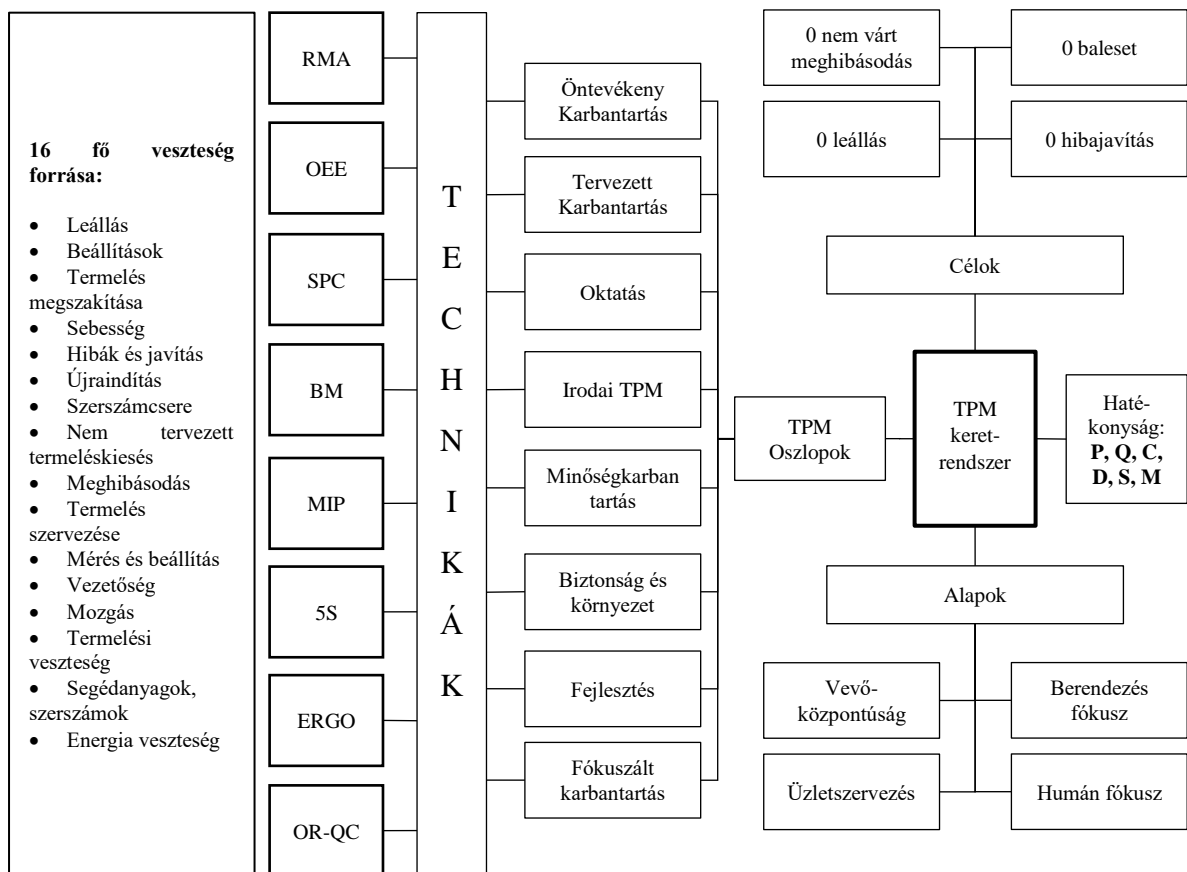 16 fő veszteség
forrása:
• Leállás
• Beállítások
• Termelés
megszakítása
• Sebesség
• Hibák és javítás
• Újraindítás
• Szerszámcsere
• Nem tervezett
termeléskiesés
• Meghibásodás
• Termelés
szervezése
• Mérés és beállítás
• Vezetőség
• Mozgás
• Termelési
veszteség
• Segédanyagok,
szerszámok
• Energia veszteség
RMA
OEE
SPC
BM
MIP
5S
ERGO
OR-QC
T
E
C
H
N
I
K
Á
K
Öntevékeny
Karbantartás
Tervezett
Karbantartás
Oktatás
Irodai TPM
Minőségkarban
tartás
Biztonság és
környezet
Fejlesztés
Fókuszált
karbantartás
TPM
Oszlopok
0 nem várt
meghibásodás
0 baleset
0 leállás
0 hibajavítás
Célok
TPM
keret-
rendszer
Haté-
konyság:
P, Q, C,
D, S, M
Alapok
Vevő-
központúság
Berendezés
fókusz
Üzletszervezés
Humán fókusz